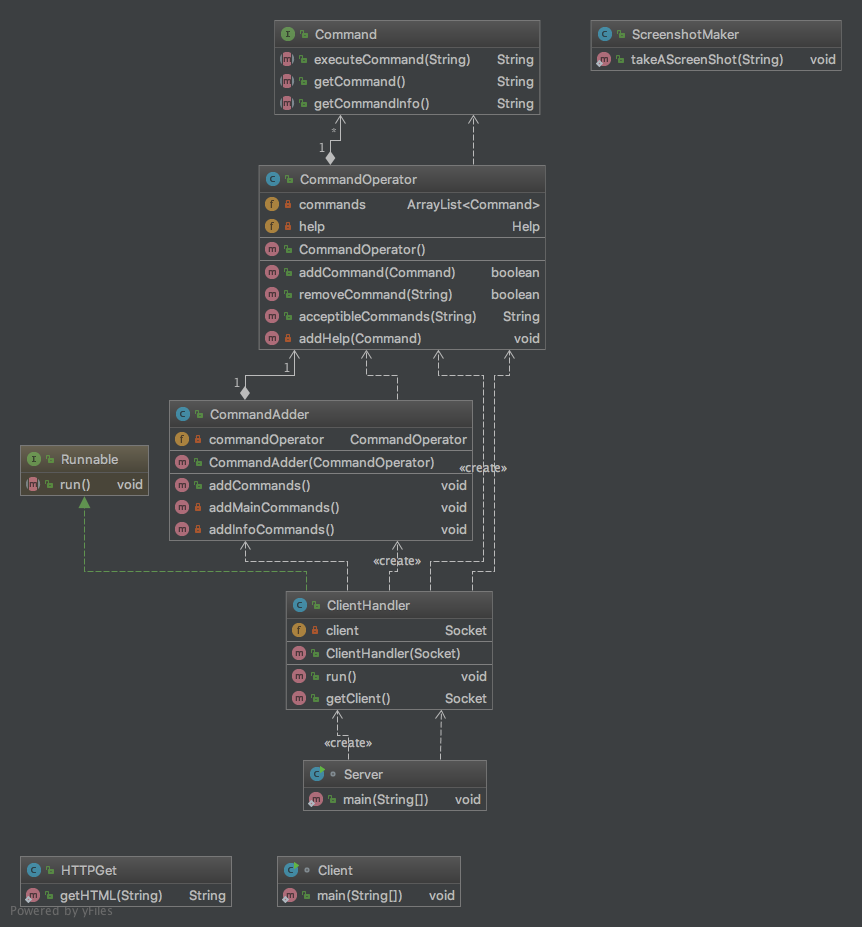 Command
executeCommand(String) String
getCommand() String
getCommandInfo() String
ScreenshotMaker
takeAScreenShot(String) void
*
1
CommandOperator
commands ArrayList<Command>
help Help
CommandOperator()
addCommand(Command) boolean
removeCommand(String) boolean
acceptibleCommands(String) String
addHelp(Command) void
1
1
CommandAdder
commandOperator CommandOperator
CommandAdder(CommandOperator)
addCommands() void
addMainCommands() void
addInfoCommands() void
«create»
Runnable
run() void
«create»
ClientHandler
client Socket
ClientHandler(Socket)
run() void
getClient() Socket
«create»
Server
main(String[]) void
HTTPGet
getHTML(String) String
Client
main(String[]) void
Powered by yFiles